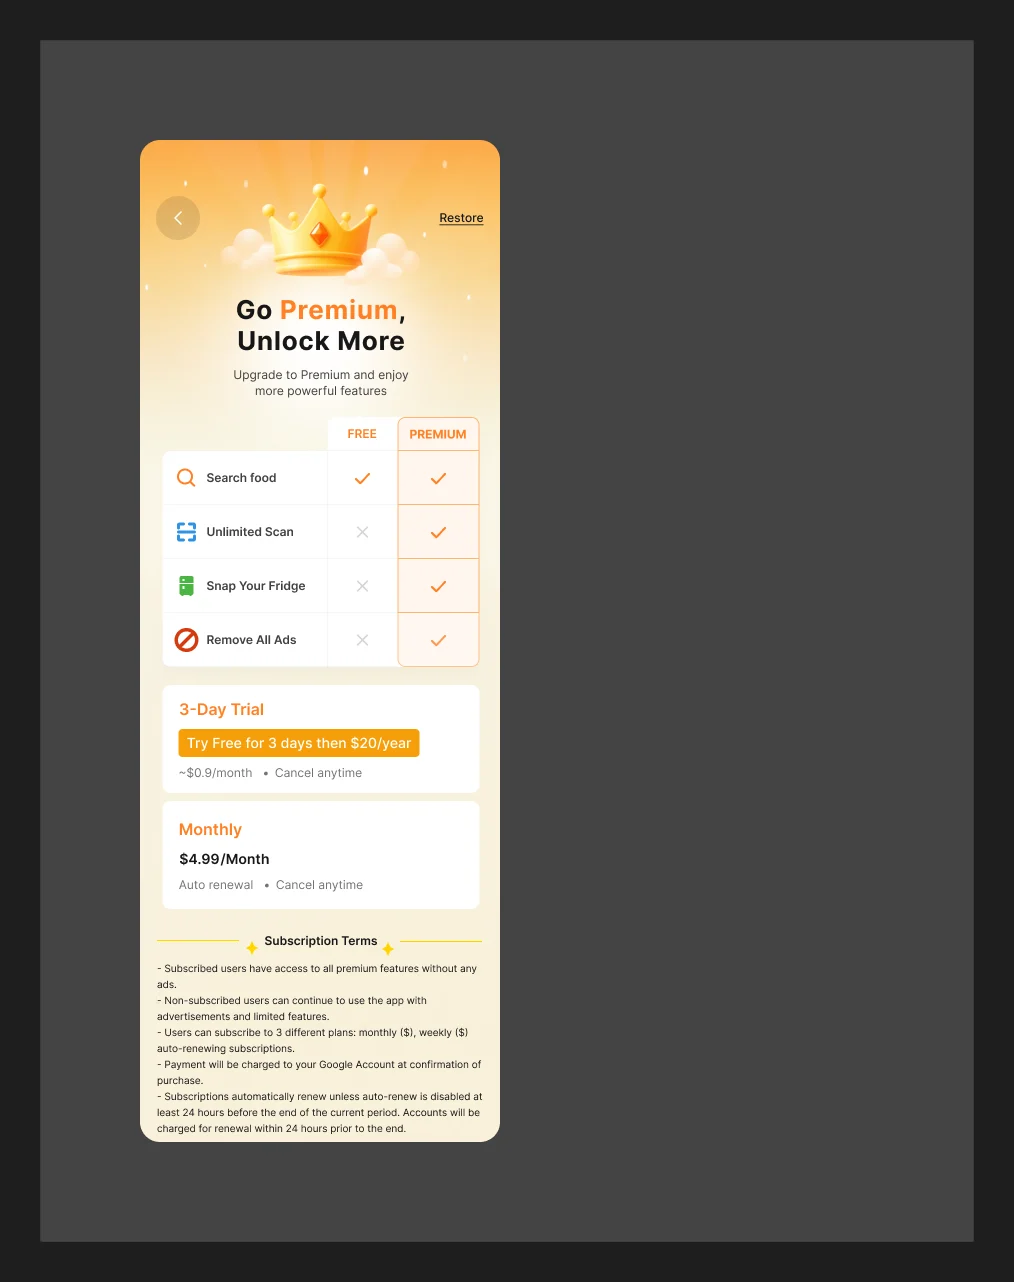 Restore
Go Premium,
Unlock More
Upgrade to Premium and enjoy
more powerful features
FREE PREMIUM
Search food
Unlimited Scan
Snap Your Fridge
Remove All Ads
3-Day Trial
Try Free for 3 days then $20/year
~$0.9/month • Cancel anytime
Monthly
$4.99/Month
Auto renewal • Cancel anytime
Subscription Terms
- Subscribed users have access to all premium features without any
ads.
- Non-subscribed users can continue to use the app with
advertisements and limited features.
- Users can subscribe to 3 different plans: monthly ($), weekly ($)
auto-renewing subscriptions.
- Payment will be charged to your Google Account at confirmation of
purchase.
- Subscriptions automatically renew unless auto-renew is disabled at
least 24 hours before the end of the current period. Accounts will be
charged for renewal within 24 hours prior to the end.